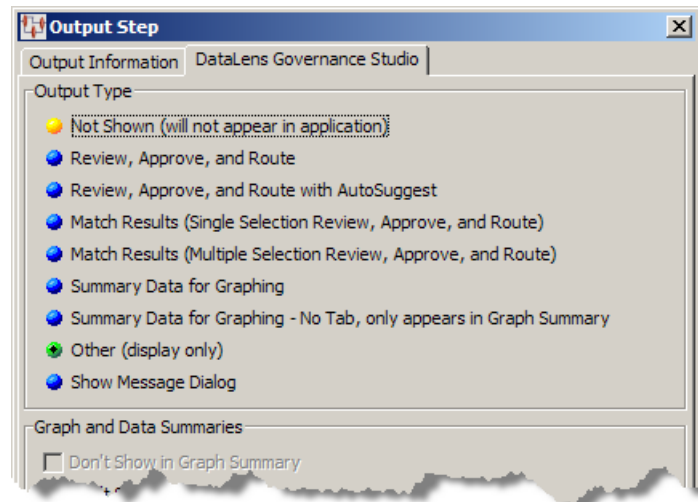 Output Step
Output Information DataLens Governance Studio
Output Type
Not Shown (will not appear in application)
Review, Approve, and Route
Review, Approve, and Route with AutoSuggest
Match Results (Single Selection Review, Approve, and Route)
Match Results (Multiple Selection Review, Approve, and Route)
Summary Data for Graphing
Summary Data for Graphing - No Tab, only appears in Graph Summary
Other (display only)
Show Message Dialog
Graph and Data Summaries
Don't Show in Graph Summary